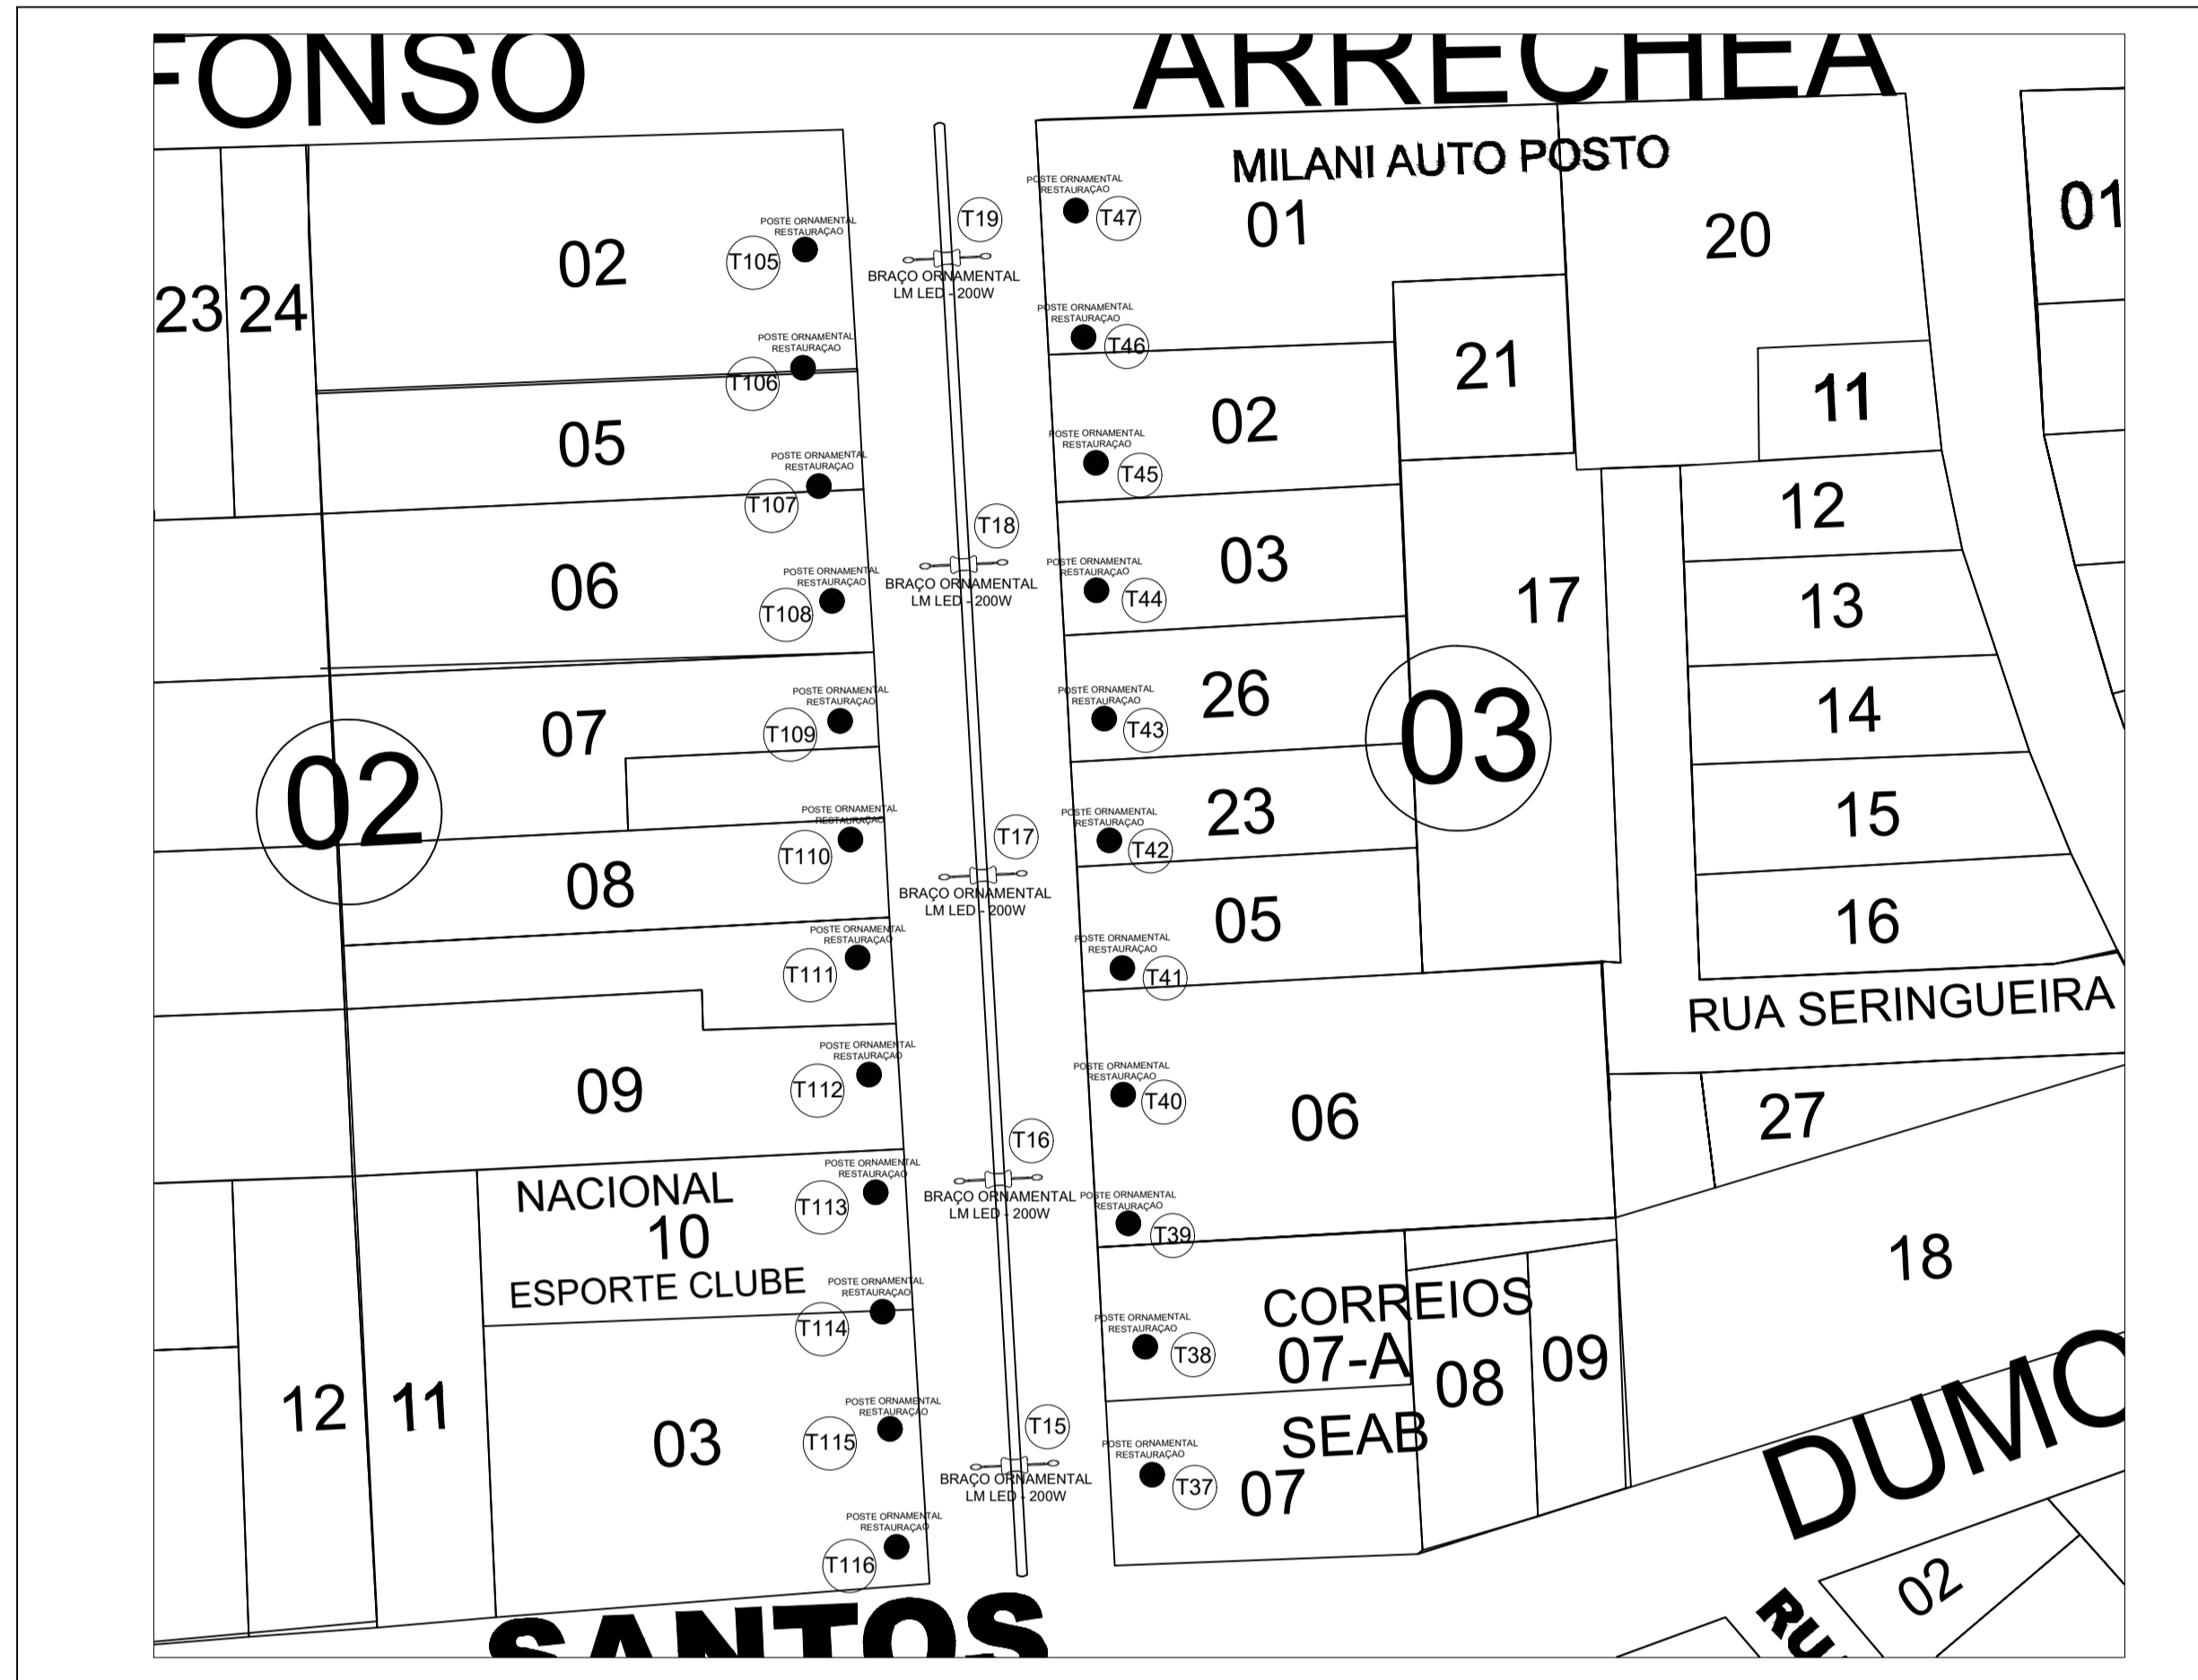 FONSO
ARRECHEA
MILANI AUTO POSTO
01
20
01
23
24
02
POSTE ORNAMENTAL
RESTAURAÇAO
T105
POSTE ORNAMENTAL
RESTAURAÇAO
T106
05
POSTE ORNAMENTAL
RESTAURAÇAO
T107
06
POSTE ORNAMENTAL
RESTAURAÇAO
T108
07
POSTE ORNAMENTAL
RESTAURAÇAO
T109
02
POSTE ORNAMENTAL
RESTAURAÇAO
T110
08
POSTE ORNAMENTAL
RESTAURAÇAO
T111
09
POSTE ORNAMENTAL
RESTAURAÇAO
T112
NACIONAL
10
ESPORTE CLUBE
POSTE ORNAMENTAL
RESTAURAÇAO
T113
POSTE ORNAMENTAL
RESTAURAÇAO
T114
12
11
03
POSTE ORNAMENTAL
RESTAURAÇAO
T115
POSTE ORNAMENTAL
RESTAURAÇAO
T116
T19
BRAÇO ORNAMENTAL
LM LED - 200W
T18
BRAÇO ORNAMENTAL
LM LED - 200W
T17
BRAÇO ORNAMENTAL
LM LED - 200W
T16
BRAÇO ORNAMENTAL
LM LED - 200W
T15
BRAÇO ORNAMENTAL
LM LED - 200W
POSTE ORNAMENTAL
RESTAURAÇAO
T47
POSTE ORNAMENTAL
RESTAURAÇAO
T46
21
11
02
POSTE ORNAMENTAL
RESTAURAÇAO
T45
12
03
POSTE ORNAMENTAL
RESTAURAÇAO
T44
17
13
26
POSTE ORNAMENTAL
RESTAURAÇAO
T43
03
14
23
POSTE ORNAMENTAL
RESTAURAÇAO
T42
15
05
POSTE ORNAMENTAL
RESTAURAÇAO
T41
16
RUA SERINGUEIRA
POSTE ORNAMENTAL
RESTAURAÇAO
T40
06
27
POSTE ORNAMENTAL
RESTAURAÇAO
T39
18
CORREIOS
07-A
POSTE ORNAMENTAL
RESTAURAÇAO
T38
08
09
SEAB
07
POSTE ORNAMENTAL
RESTAURAÇAO
T37
DUMO
02
RU
SANTOS